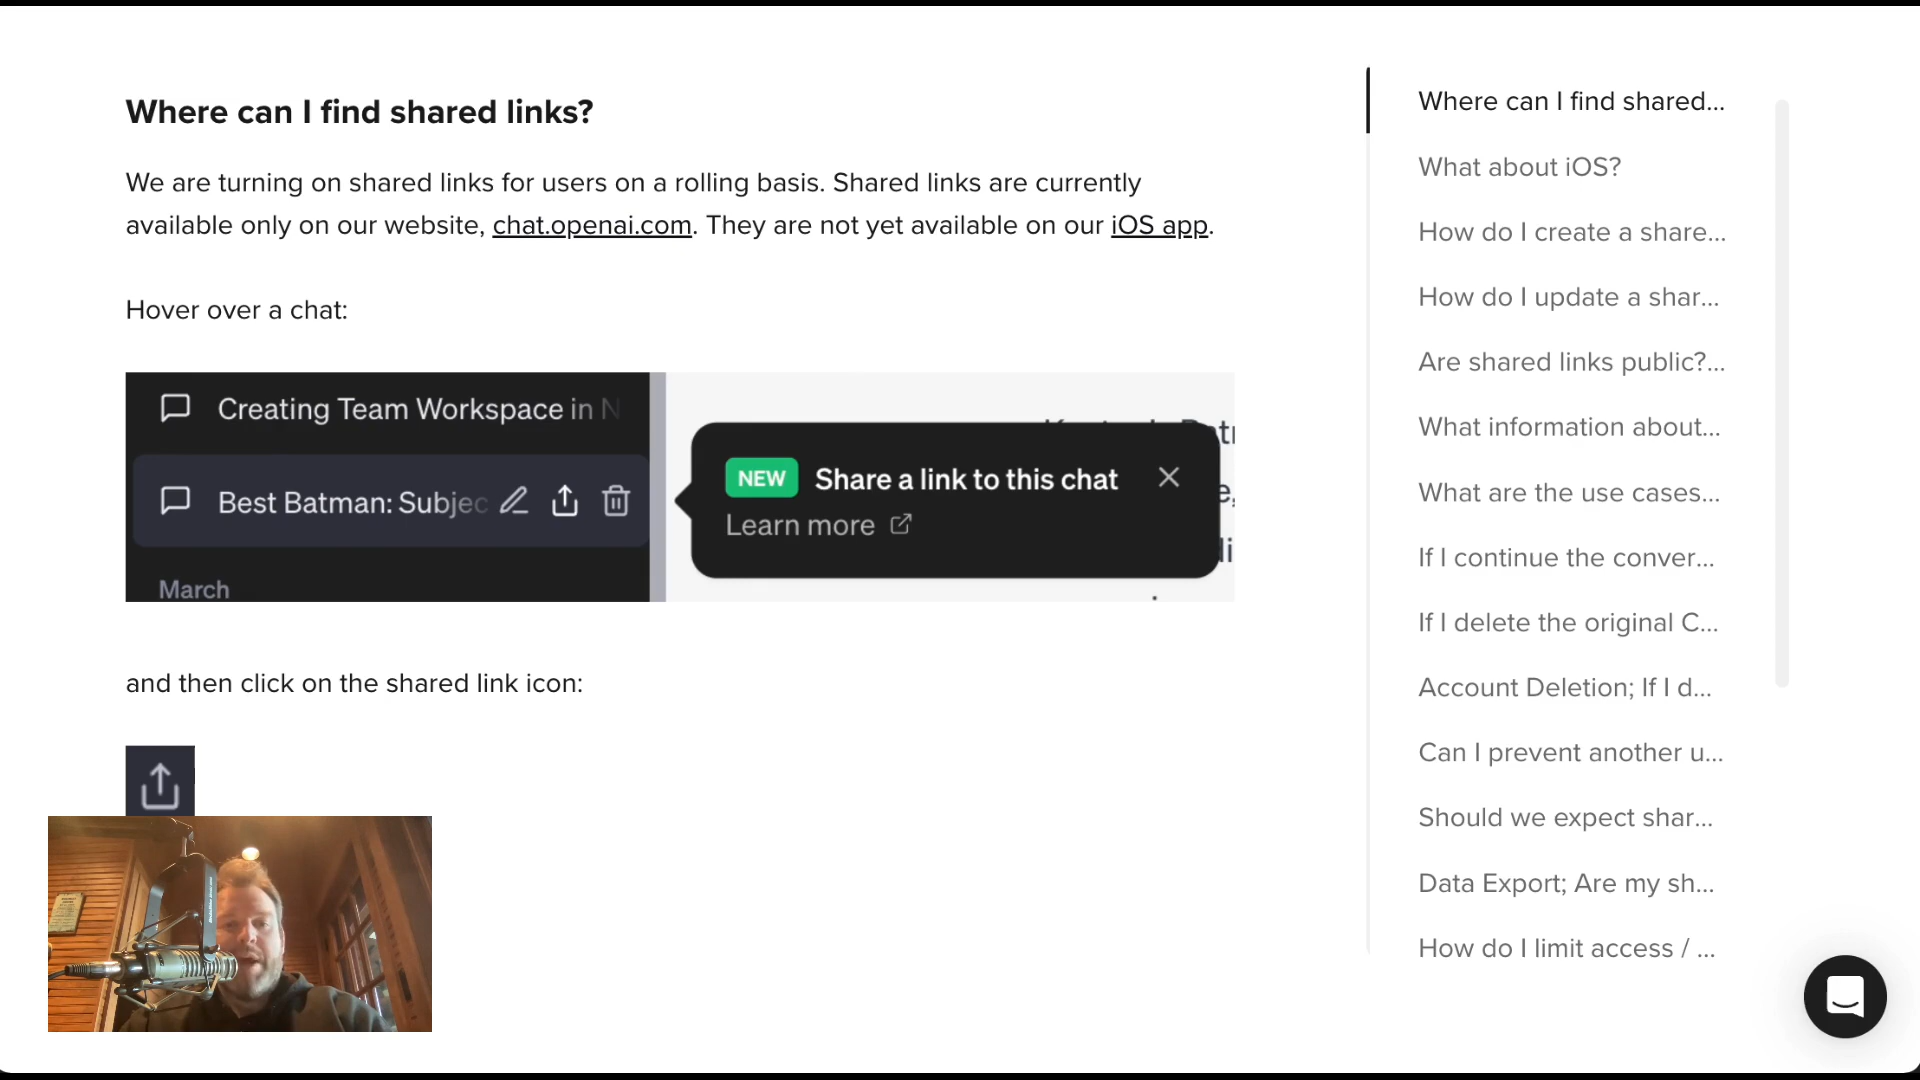 Where can I find shared links?
We are turning on shared links for users on a rolling basis. Shared links are currently
available only on our website, chat.openai.com. They are not yet available on our iOS app.
Hover over a chat:
Creating Team Workspace in N
Best Batman: Subjec
March
NEW Share a link to this chat
Learn more
and then click on the shared link icon:
Where can I find shared...
What about iOS?
How do I create a share...
How do I update a shar...
Are shared links public?...
What information about...
What are the use cases...
If I continue the conver...
If I delete the original C...
Account Deletion; If I d...
Can I prevent another u...
Should we expect shar...
Data Export; Are my sh...
How do I limit access / ...